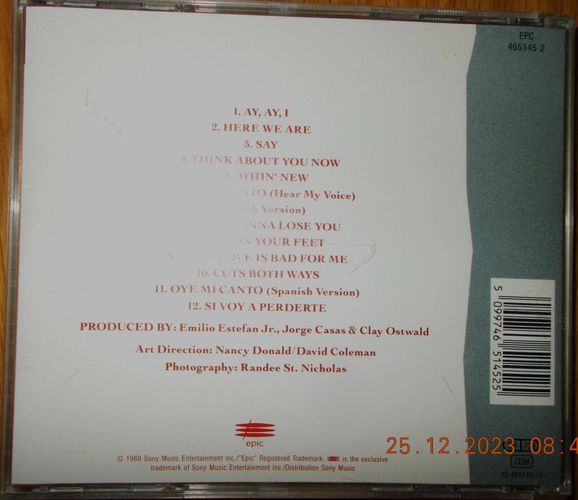 EPC
465145 2
1. AY, AY, I
2. HERE WE ARE
3. SAY
THINK ABOUT YOU NOW
NOTHIN' NEW
CANTO (Hear My Voice)
Version)
LOSE YOU
ON YOUR FEET
IS BAD FOR ME
10. CUTS BOTH WAYS
11. OYE MI CANTO (Spanish Version)
12. SI VOY A PERDERTE
PRODUCED BY: Emilio Estefan Jr., Jorge Casas & Clay Ostwald
Art Direction: Nancy Donald/David Coleman
Photography: Randee St. Nicholas
epic
© 1989 Sony Music Entertainment Inc./"Epic" Registered Trademark. is the exclusive
trademark of Sony Music Entertainment Inc./Distribution Sony Music
5 099746 514525
25.12.2023 08:4